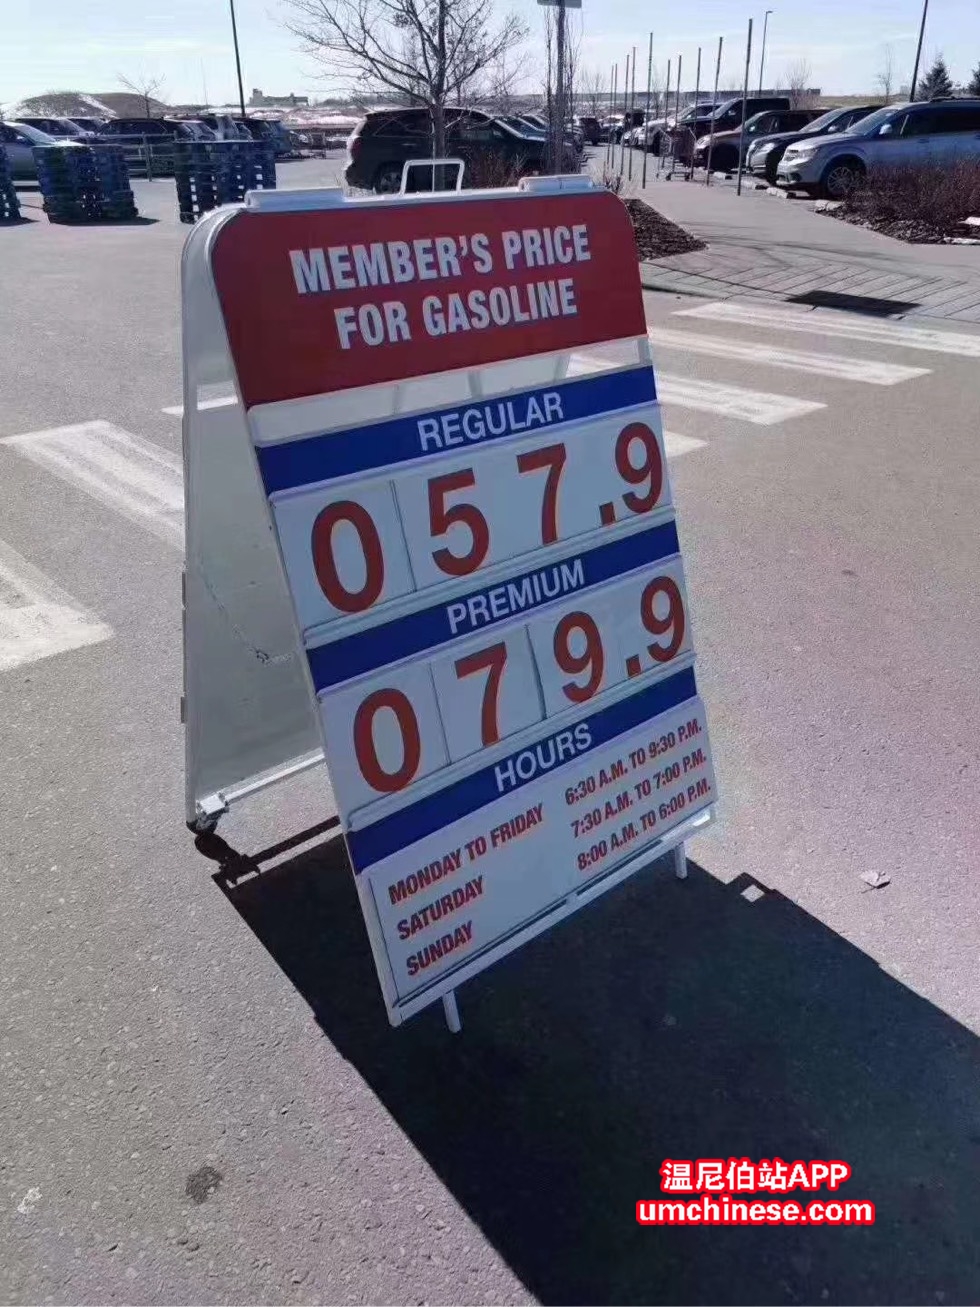 MEMBER'S PRICE
FOR GASOLINE
REGULAR
057.9
PREMIUM
079.9
HOURS
MONDAY TO FRIDAY 6:30 A.M. TO 9:30 P.M.
SATURDAY 7:30 A.M. TO 7:00 P.M.
SUNDAY 8:00 A.M. TO 6:00 P.M.
温尼伯站APP
umchinese.com